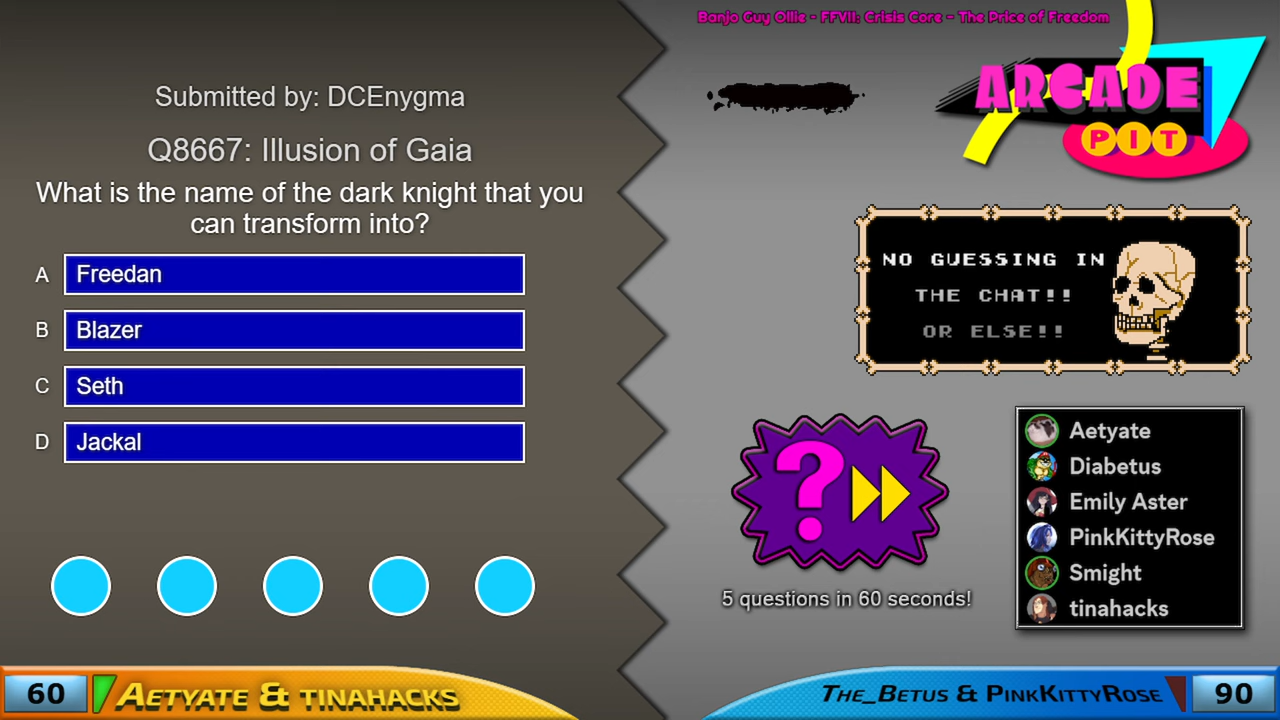 Banjo Guy Ollie - FFVII: Crisis Core - The Price of Freedom
ARCADE
PIT
Submitted by: DCEnygma
Q8667: Illusion of Gaia
What is the name of the dark knight that you
can transform into?
A Freedan
B Blazer
C Seth
D Jackal
NO GUESSING IN
THE CHAT!!
OR ELSE!!
?
5 questions in 60 seconds!
Aetyate
Diabetus
Emily Aster
PinkKittyRose
Smight
tinahacks
60 Aetyate & tinahacks
The_Betus & PinkKittyRose 90